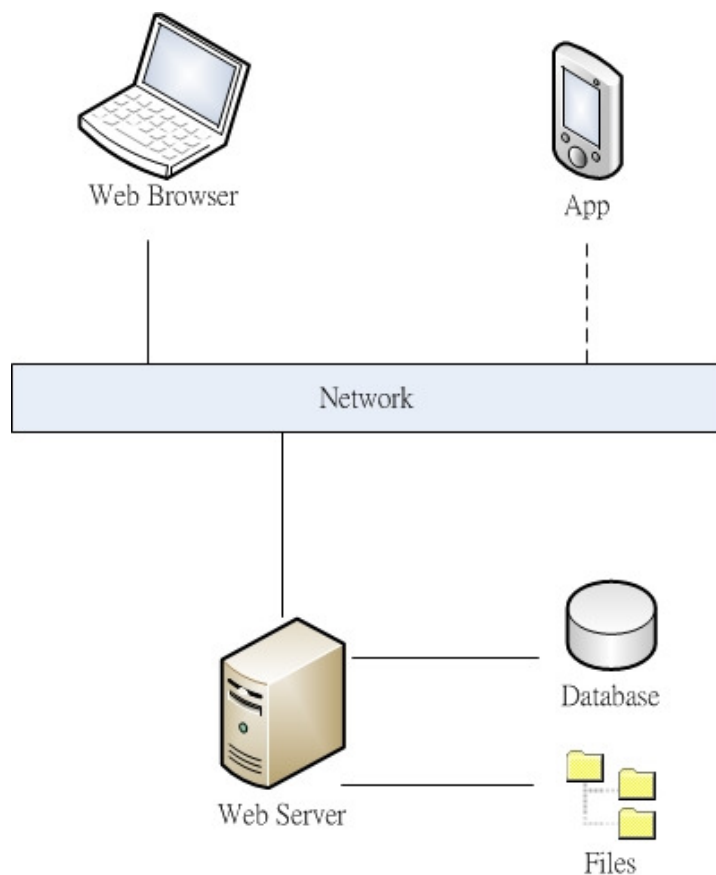 Web Browser
App
Network
Database
Web Server
Files